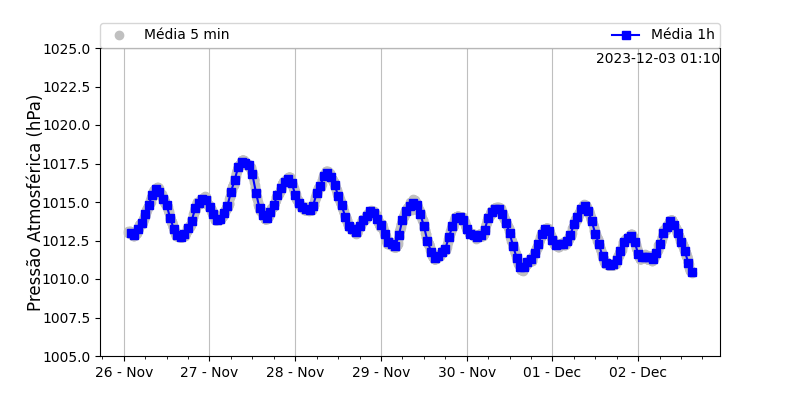 Média 5 min
Média 1h
2023-12-03 01:10
Pressão Atmosférica (hPa)
1025.0
1022.5
1020.0
1017.5
1015.0
1012.5
1010.0
1007.5
1005.0
26 - Nov
27 - Nov
28 - Nov
29 - Nov
30 - Nov
01 - Dec
02 - Dec